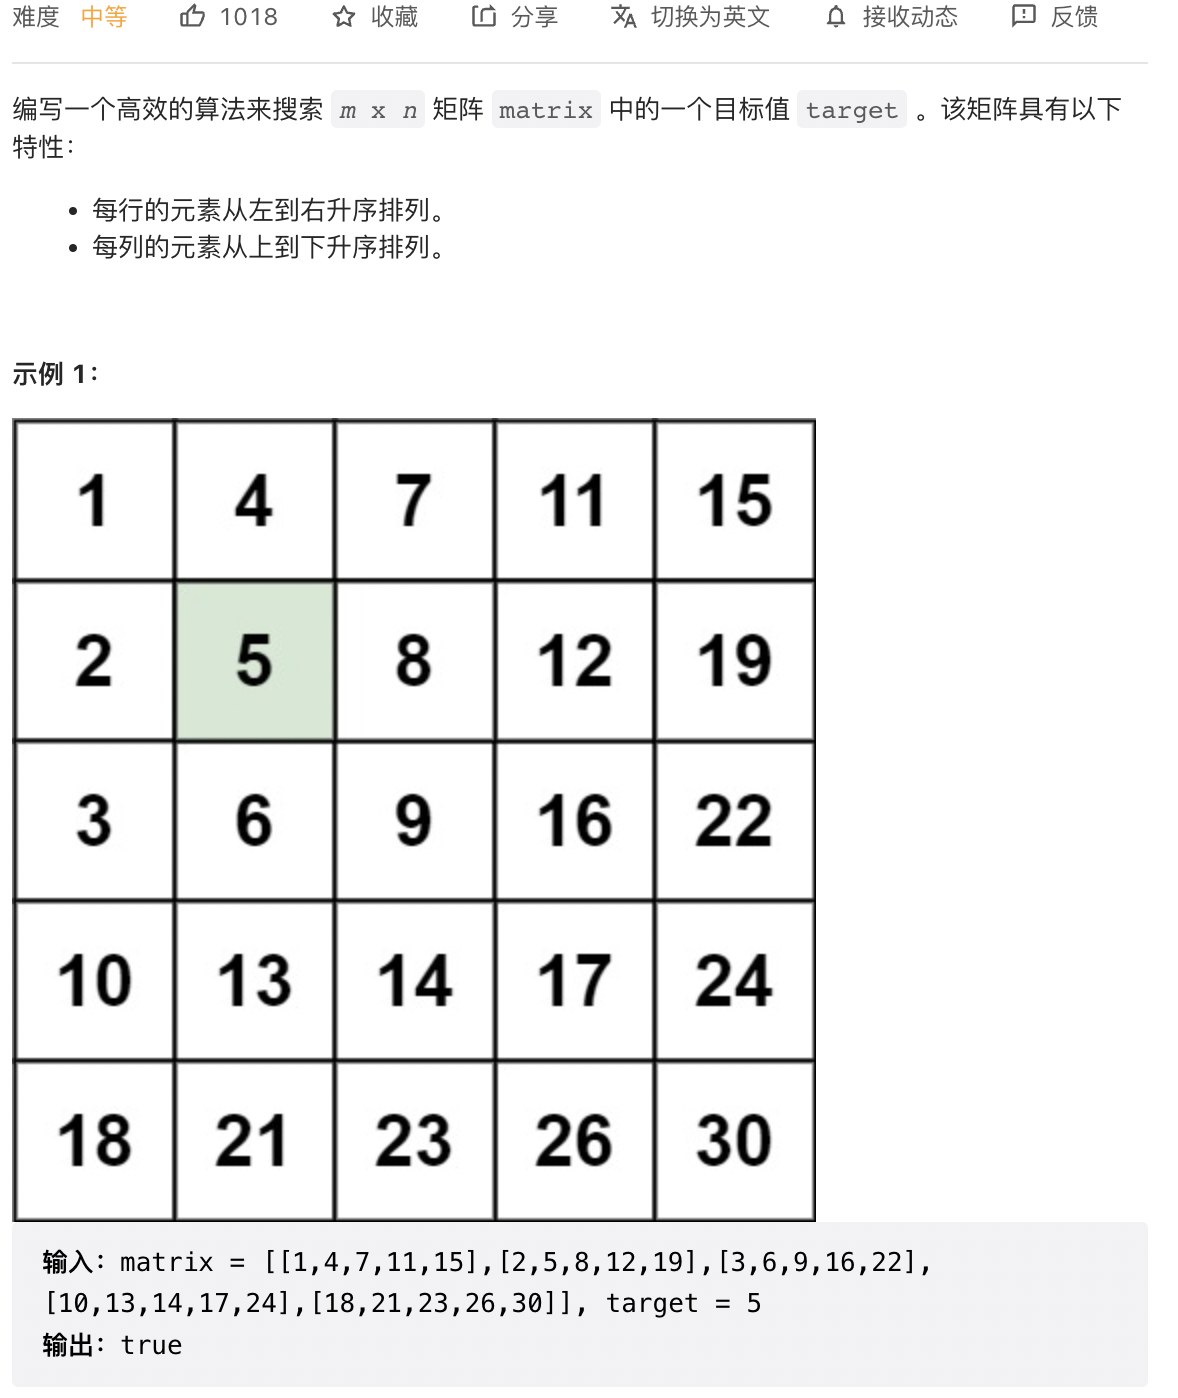 难度 中等 1018 收藏 分享 切换为英文 接收动态 反馈
编写一个高效的算法来搜索 m x n 矩阵 matrix 中的一个目标值 target 。该矩阵具有以下
特性：
• 每行的元素从左到右升序排列。
• 每列的元素从上到下升序排列。
示例 1：
1 4 7 11 15
2 5 8 12 19
3 6 9 16 22
10 13 14 17 24
18 21 23 26 30
输入：matrix = [[1,4,7,11,15],[2,5,8,12,19],[3,6,9,16,22],
[10,13,14,17,24],[18,21,23,26,30]], target = 5
输出：true